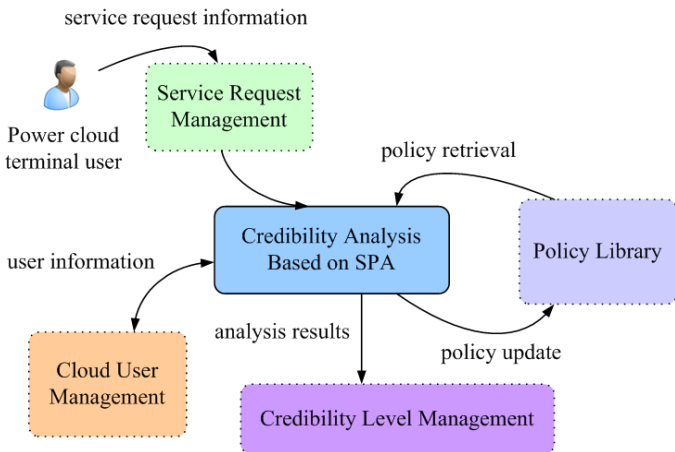 service request information
Service Request
Management
Power cloud
terminal user
policy retrieval
Credibility Analysis
Based on SPA
Policy Library
user information
analysis results
policy update
Cloud User
Management
Credibility Level Management